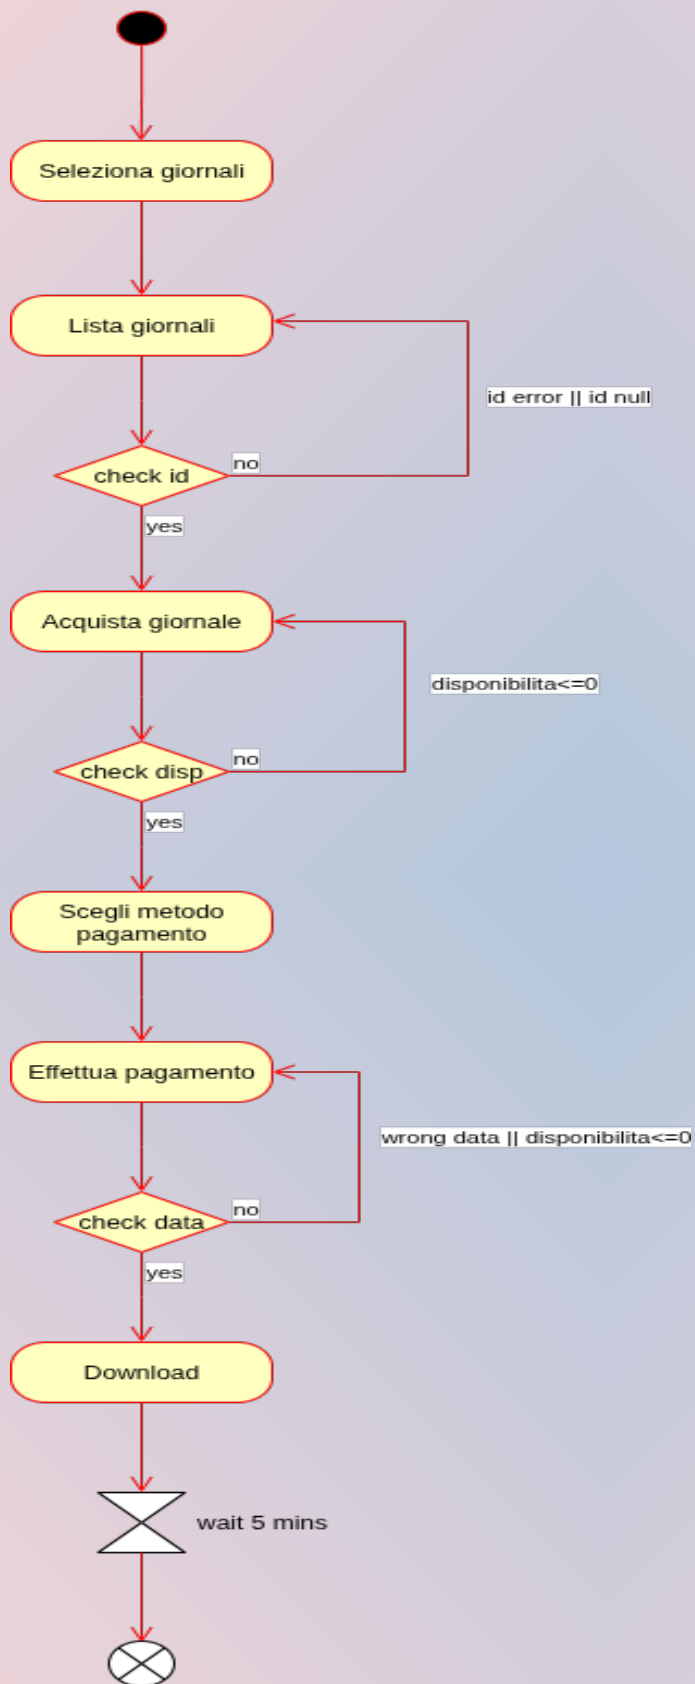 Seleziona giornali
Lista giornali
id error || id null
no
check id
yes
Acquista giornale
disponibilita<=0
no
check disp
yes
Scegli metodo
pagamento
Effettua pagamento
wrong data || disponibilita<=0
no
check data
yes
Download
wait 5 mins